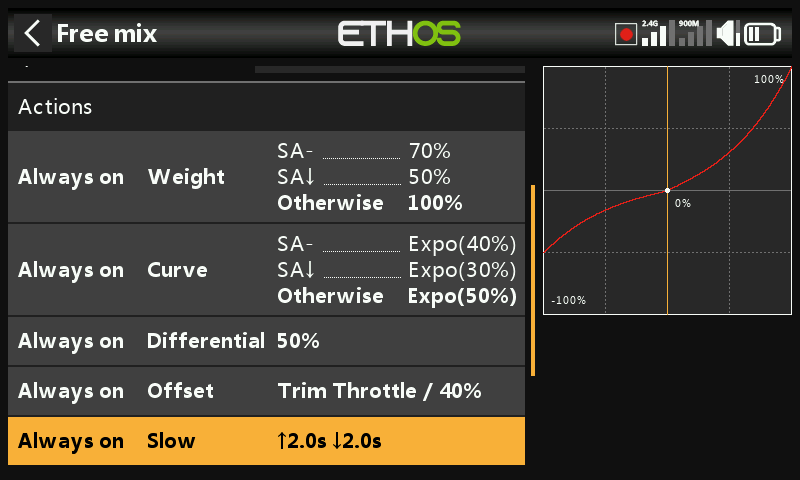 Free mix
ETHOS
2.4G
900M
Actions
Always on Weight
SA- 70%
SA↓ 50%
Otherwise 100%
Always on Curve
SA- Expo(40%)
SA↓ Expo(30%)
Otherwise Expo(50%)
Always on Differential 50%
Always on Offset Trim Throttle / 40%
Always on Slow ↑2.0s ↓2.0s
100%
0%
-100%